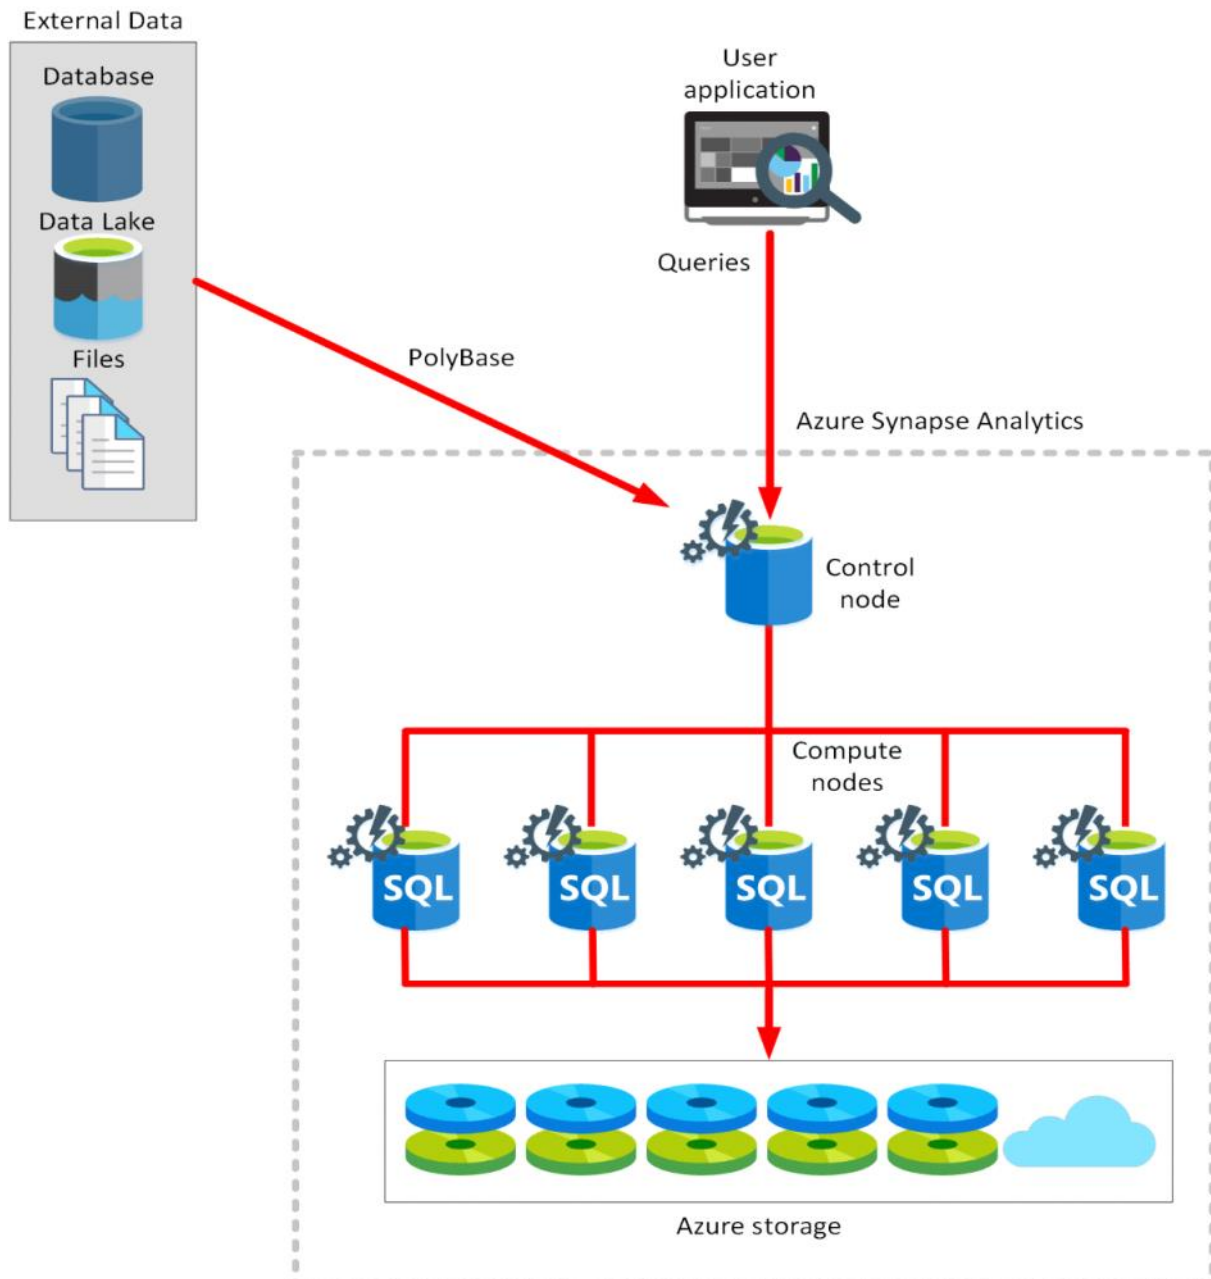 External Data
Database
Data Lake
Files
User
application
Queries
PolyBase
Azure Synapse Analytics
Control
node
Compute
nodes
SQL
SQL
SQL
SQL
SQL
Azure storage